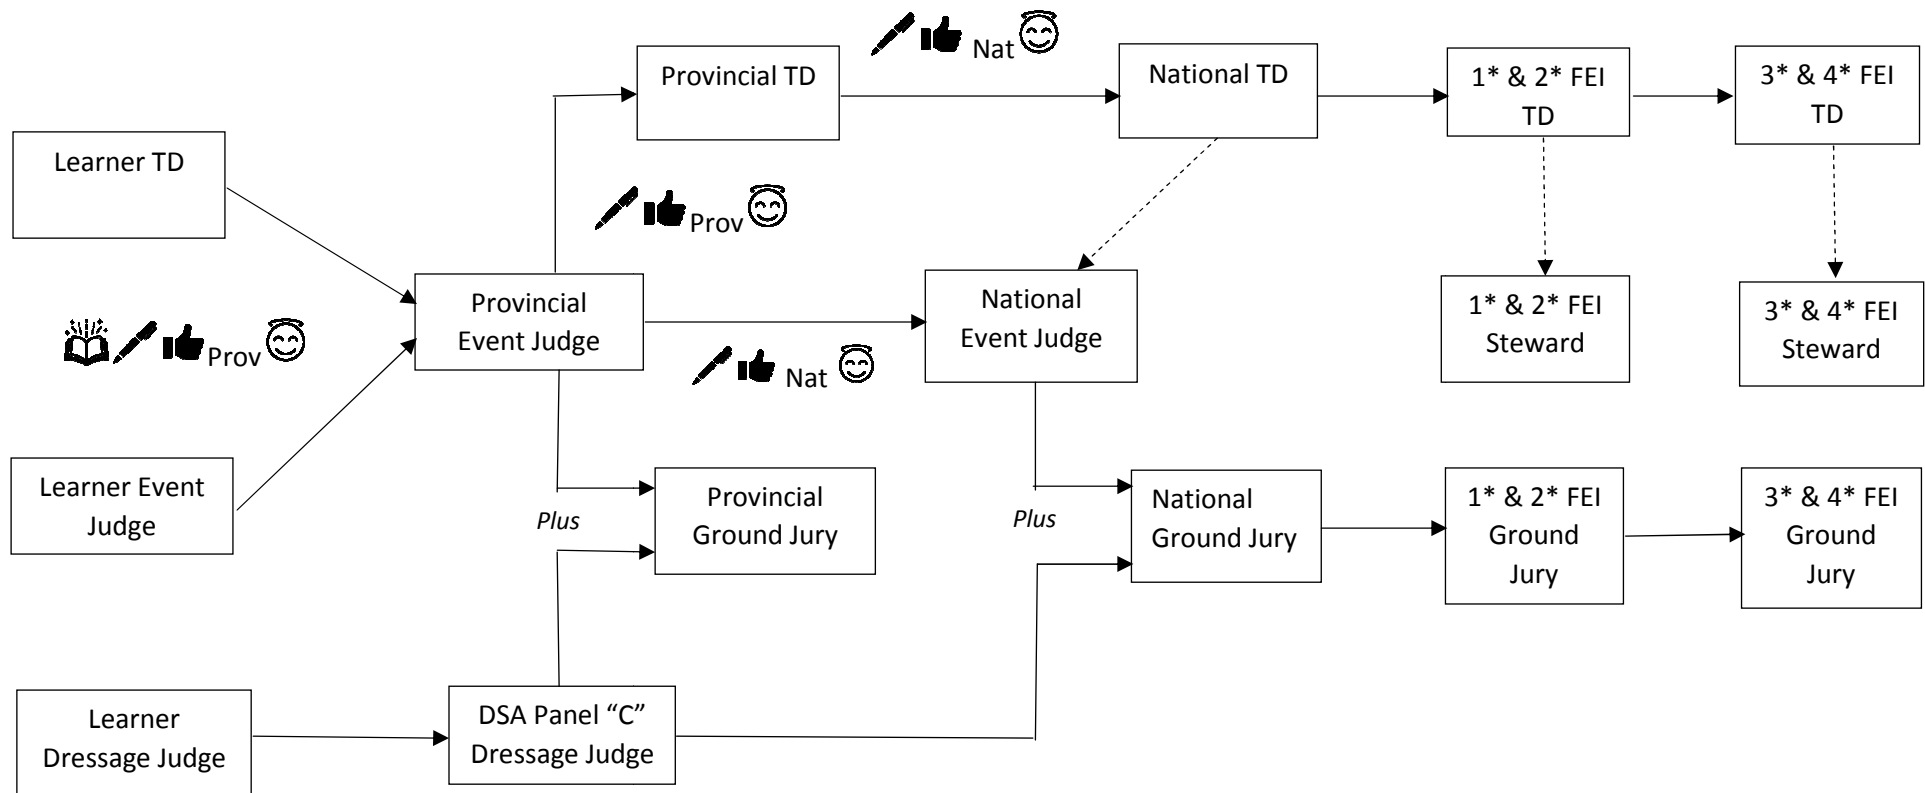 Nat
Provincial TD
National TD
1* & 2* FEI
TD
3* & 4* FEI
TD
Learner TD
Prov
Provincial
Event Judge
National
Event Judge
1* & 2* FEI
Steward
3* & 4* FEI
Steward
Prov
Nat
Learner Event
Judge
Plus
Provincial
Ground Jury
Plus
National
Ground Jury
1* & 2* FEI
Ground
Jury
3* & 4* FEI
Ground
Jury
Learner
Dressage Judge
DSA Panel “C”
Dressage Judge